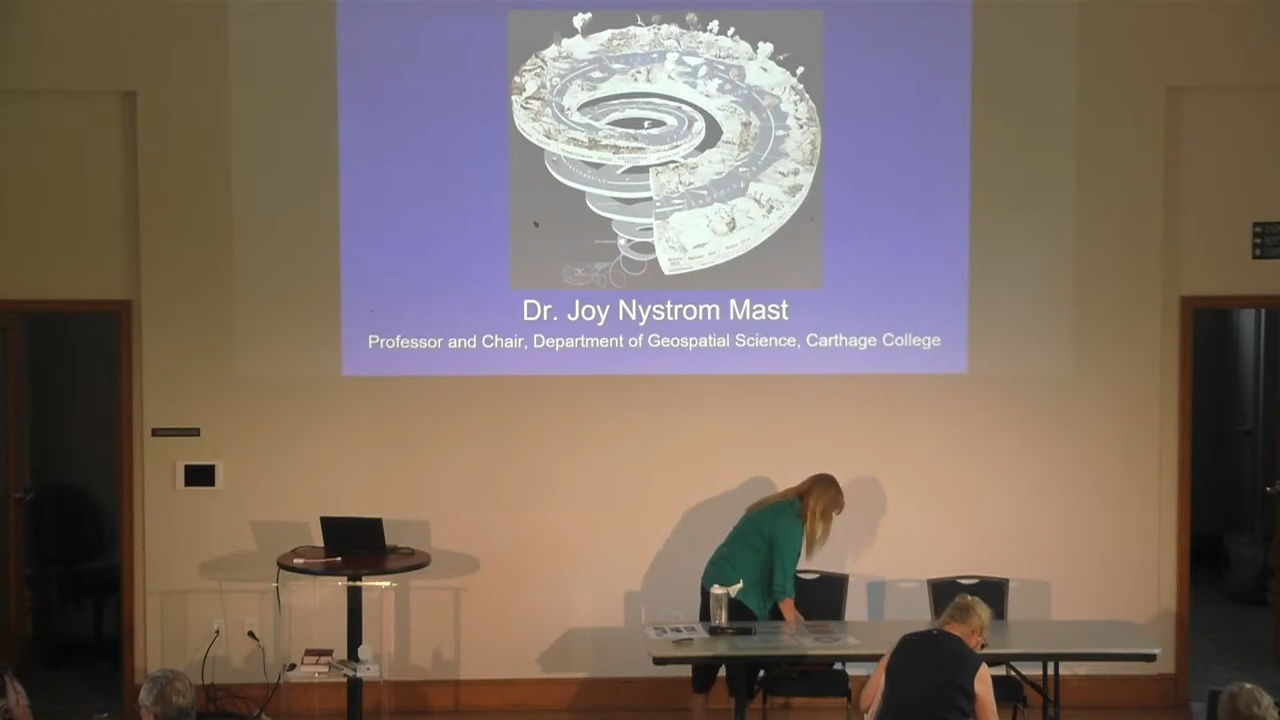 Dr. Joy Nystrom Mast
Professor and Chair, Department of Geospatial Science, Carthage College